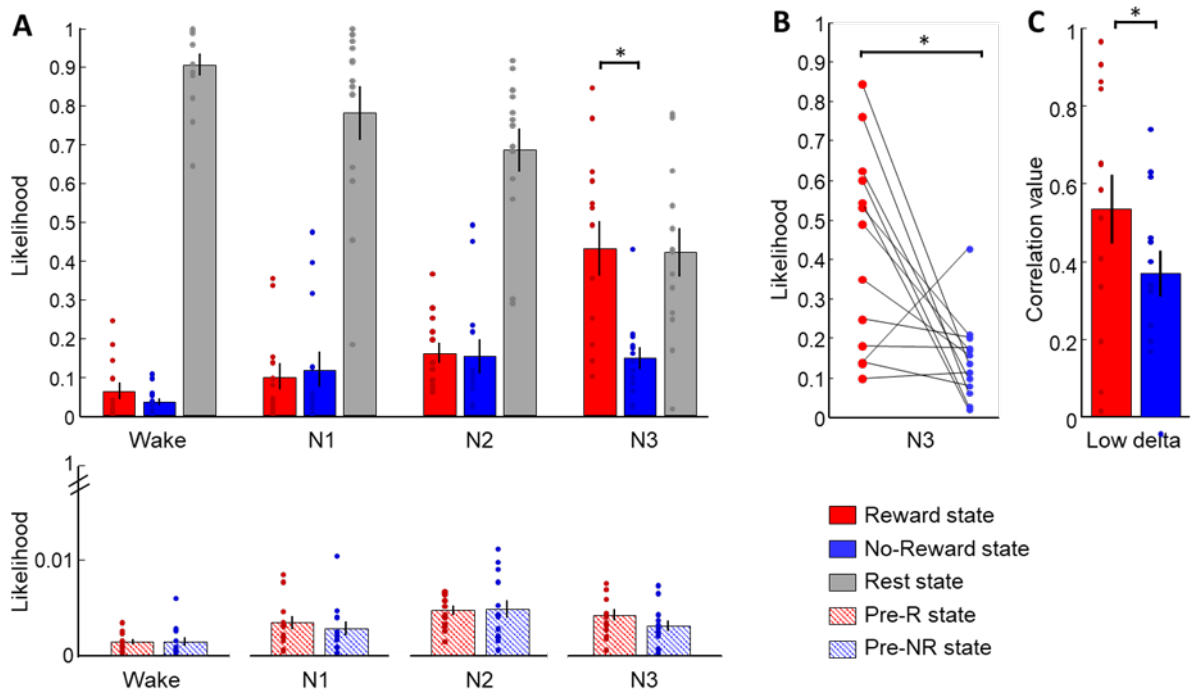 A
Likelihood
1
0.9
0.8
0.7
0.6
0.5
0.4
0.3
0.2
0.1
0
*
Wake N1 N2 N3
B
Likelihood
1
0.9
0.8
0.7
0.6
0.5
0.4
0.3
0.2
0.1
0
*
N3
C
Correlation value
1
0.8
0.6
0.4
0.2
0
*
Low delta
Likelihood
1
0.01
0
Wake N1 N2 N3
Reward state
No-Reward state
Rest state
Pre-R state
Pre-NR state